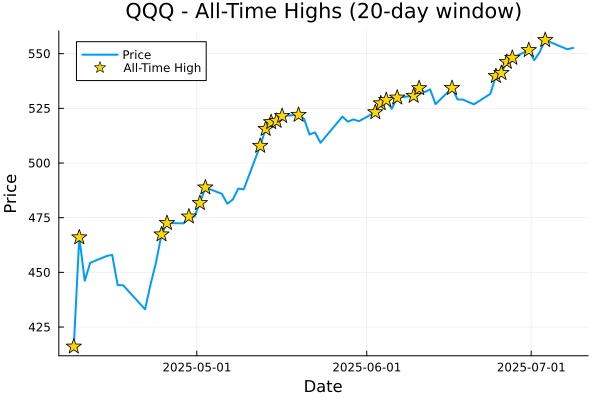 QQQ - All-Time Highs (20-day window)
Price
All-Time High
550
525
500
475
450
425
Price
2025-05-01
2025-06-01
2025-07-01
Date